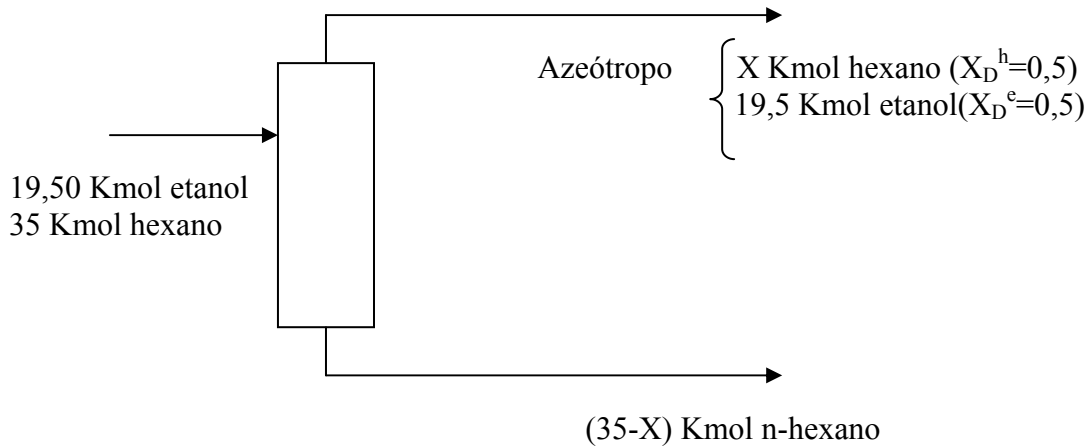 Azeótropo
X Kmol hexano (X_D^h=0,5)
19,5 Kmol etanol(X_D^e=0,5)
19,50 Kmol etanol
35 Kmol hexano
(35-X) Kmol n-hexano